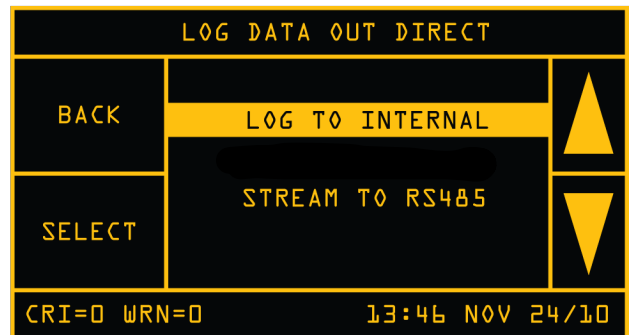 LOG DATA OUT DIRECT
BACK
LOG TO INTERNAL
STREAM TO RS485
SELECT
CRI=0 WRN=0 13:46 NOV 24/10